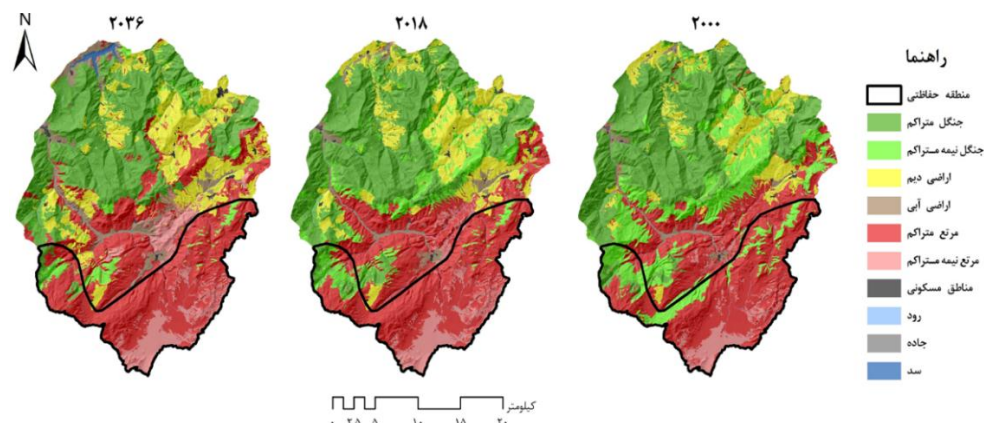 N
۲۰۳۶
۲۰۱۸
۲۰۰۰
راهنما
منطقه حفاظتی
جنگل متراکم
جنگل نیمه متراکم
اراضی دیم
اراضی آبی
مرتع متراکم
مرتع نیمه متراکم
مناطق مسکونی
رود
جاده
سد
کیلومتر
۰ ۲.۵ ۵ ۱۰ ۱۵ ۲۰